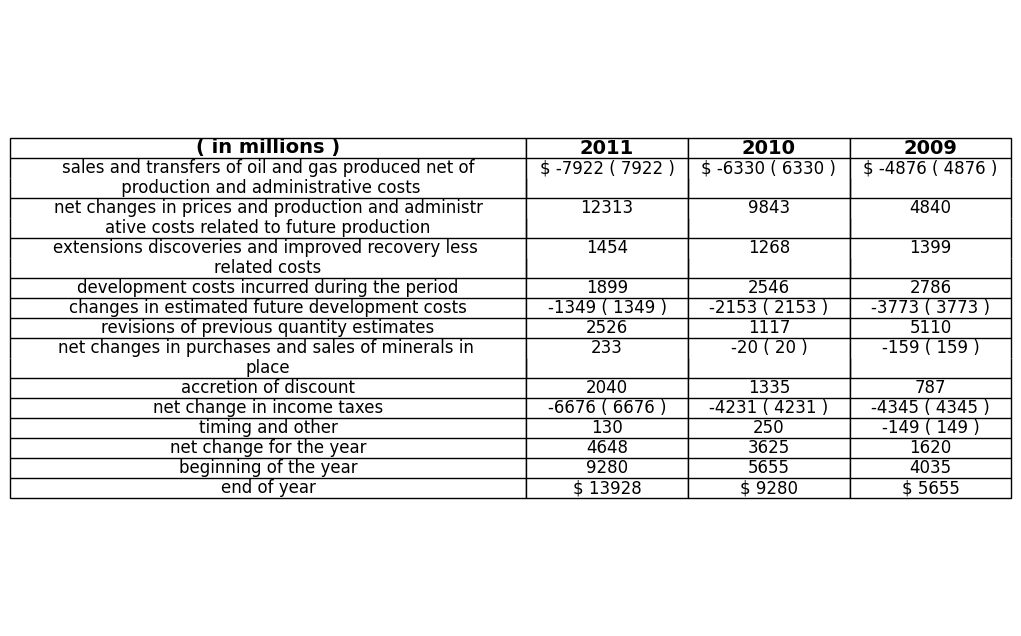 ( in millions ) 2011 2010 2009
sales and transfers of oil and gas produced net of $ -7922 ( 7922 ) $ -6330 ( 6330 ) $ -4876 ( 4876 )
production and administrative costs
net changes in prices and production and administr 12313 9843 4840
ative costs related to future production
extensions discoveries and improved recovery less 1454 1268 1399
related costs
development costs incurred during the period 1899 2546 2786
changes in estimated future development costs -1349 ( 1349 ) -2153 ( 2153 ) -3773 ( 3773 )
revisions of previous quantity estimates 2526 1117 5110
net changes in purchases and sales of minerals in 233 -20 ( 20 ) -159 ( 159 )
place
accretion of discount 2040 1335 787
net change in income taxes -6676 ( 6676 ) -4231 ( 4231 ) -4345 ( 4345 )
timing and other 130 250 -149 ( 149 )
net change for the year 4648 3625 1620
beginning of the year 9280 5655 4035
end of year $ 13928 $ 9280 $ 5655